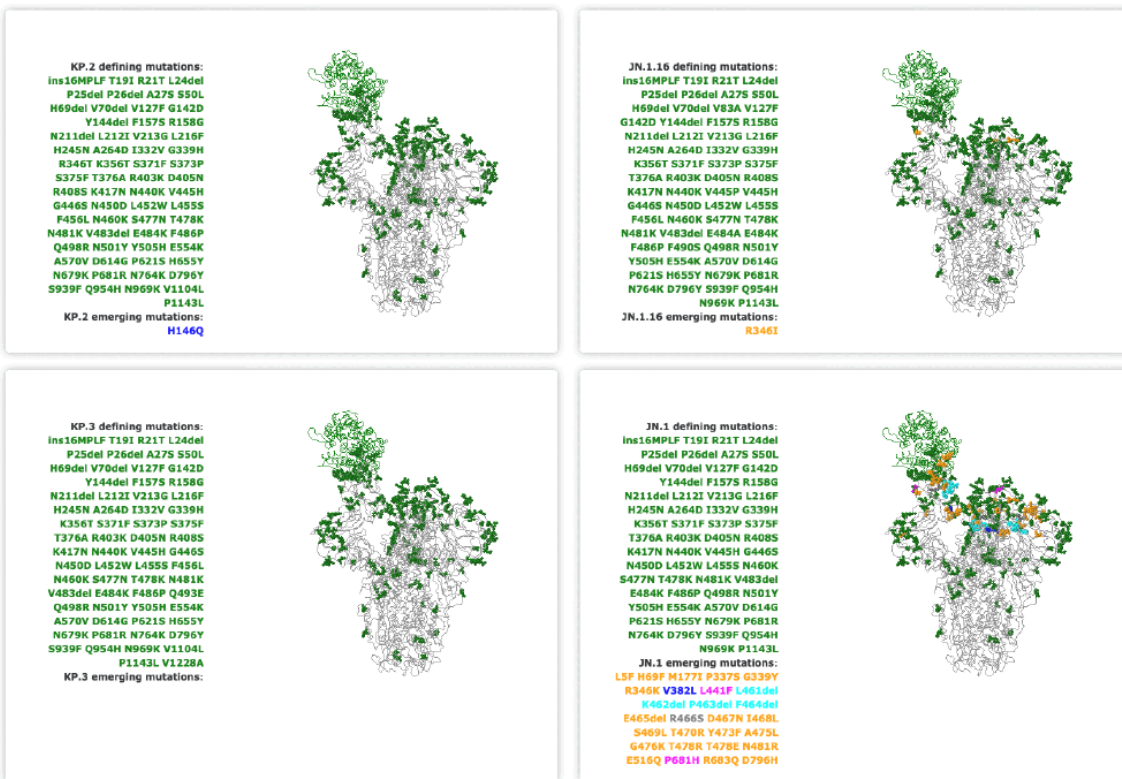 KP.2 defining mutations:
ins16MPLF T19I R21T L24del
P25del P26del A27S S50L
H69del V70del V127F G142D
Y144del F157S R158G
N211del L212I V213G L216F
H245N A264D I332V G339H
R346T K356T S371F S373P
S375F T376A R403K D405N
R408S K417N N440K V445H
G446S N450D L452W L455S
F456L N460K S477N T478K
N481K V483del E484K F486P
Q498R N501Y Y505H E554K
A570V D614G P621S H655Y
N679K P681R N764K D796Y
S939F Q954H N969K V1104L
P1143L
KP.2 emerging mutations:
H146Q
JN.1.16 defining mutations:
ins16MPLF T19I R21T L24del
P25del P26del A27S S50L
H69del V70del V83A V127F
G142D Y144del F157S R158G
N211del L212I V213G L216F
H245N A264D I332V G339H
K356T S371F S373P S375F
T376A R403K D405N R408S
K417N N440K V445P V445H
G446S N450D L452W L455S
F456L N460K S477N T478K
N481K V483del E484A E484K
F486P F490S Q498R N501Y
Y505H E554K A570V D614G
P621S H655Y N679K P681R
N764K D796Y S939F Q954H
N969K P1143L
JN.1.16 emerging mutations:
R346I
KP.3 defining mutations:
ins16MPLF T19I R21T L24del
P25del P26del A27S S50L
H69del V70del V127F G142D
Y144del F157S R158G
N211del L212I V213G L216F
H245N A264D I332V G339H
K356T S371F S373P S375F
T376A R403K D405N R408S
K417N N440K V445H G446S
N450D L452W L455S F456L
N460K S477N T478K N481K
V483del E484K F486P Q493E
Q498R N501Y Y505H E554K
A570V D614G P621S H655Y
N679K P681R N764K D796Y
S939F Q954H N969K V1104L
P1143L V1228A
KP.3 emerging mutations:
JN.1 defining mutations:
ins16MPLF T19I R21T L24del
P25del P26del A27S S50L
H69del V70del V127F G142D
Y144del F157S R158G
N211del L212I V213G L216F
H245N A264D I332V G339H
K356T S371F S373P S375F
T376A R403K D405N R408S
K417N N440K V445H G446S
N450D L452W L455S N460K
S477N T478K N481K V483del
E484K F486P Q498R N501Y
Y505H E554K A570V D614G
P621S H655Y N679K P681R
N764K D796Y S939F Q954H
N969K P1143L
JN.1 emerging mutations:
L5F H69F M177I P337S G339Y
R346K V382L L441F L461del
K462del P463del F464del
E465del R466S D467N I468L
S469L T470R Y473F A475L
G476K T478R T478E N481R
E516Q P681H R683Q D796H